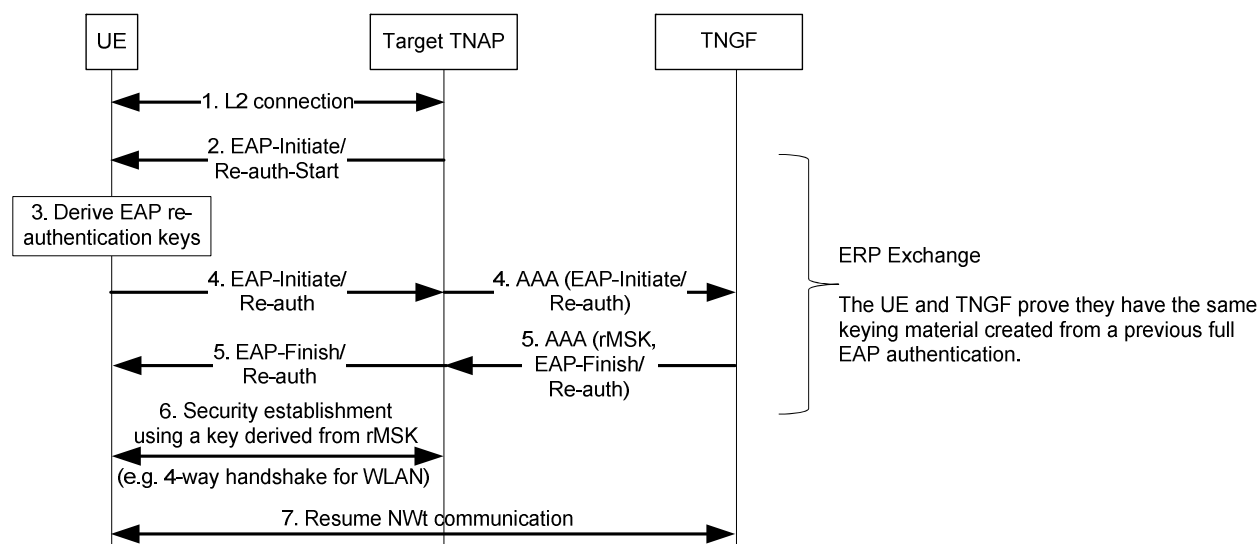 UE
Target TNAP
TNGF
1. L2 connection
2. EAP-Initiate/
Re-auth-Start
3. Derive EAP re-
authentication keys
4. EAP-Initiate/
Re-auth
4. AAA (EAP-Initiate/
Re-auth)
5. EAP-Finish/
Re-auth
5. AAA (rMSK,
EAP-Finish/
Re-auth)
ERP Exchange
The UE and TNGF prove they have the same
keying material created from a previous full
EAP authentication.
6. Security establishment
using a key derived from rMSK
(e.g. 4-way handshake for WLAN)
7. Resume NWt communication